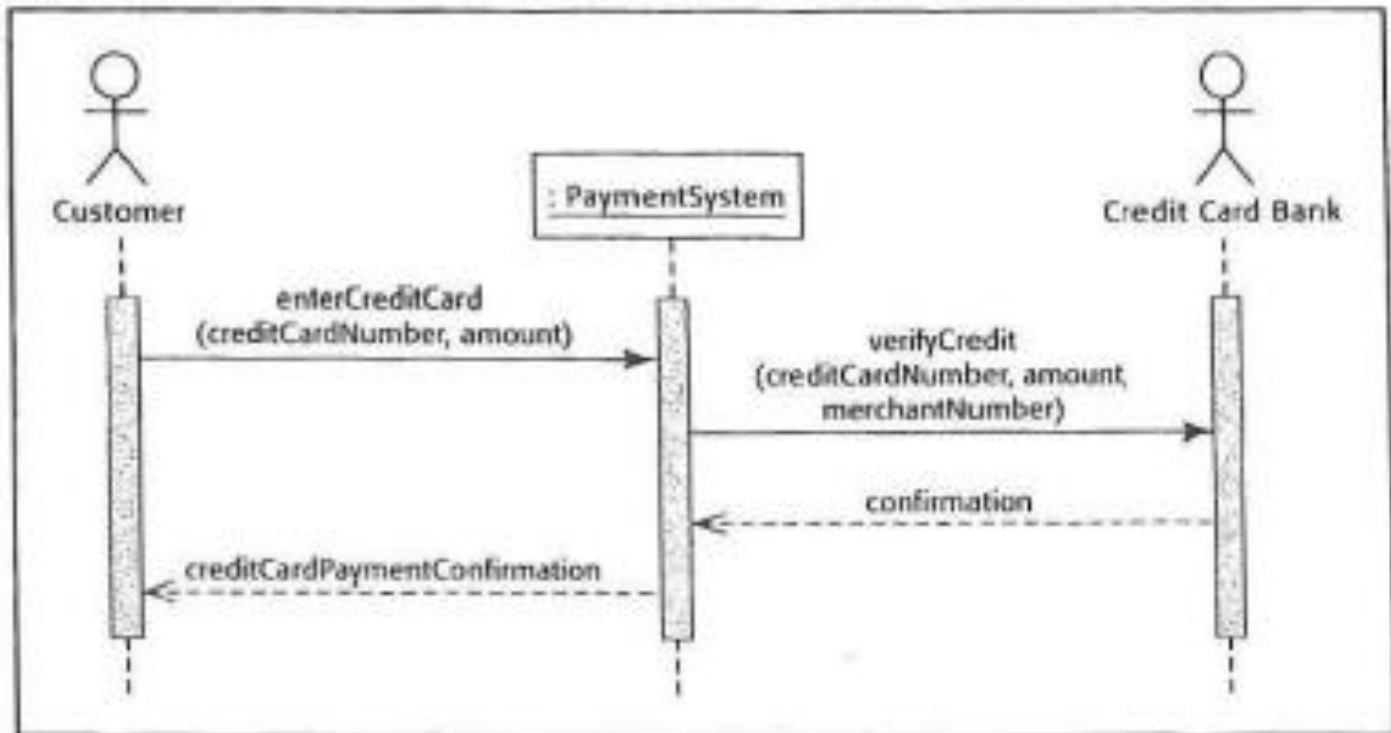 Customer
: PaymentSystem
Credit Card Bank
enterCreditCard
(creditCardNumber, amount)
verifyCredit
(creditCardNumber, amount,
merchantNumber)
confirmation
creditCardPaymentConfirmation